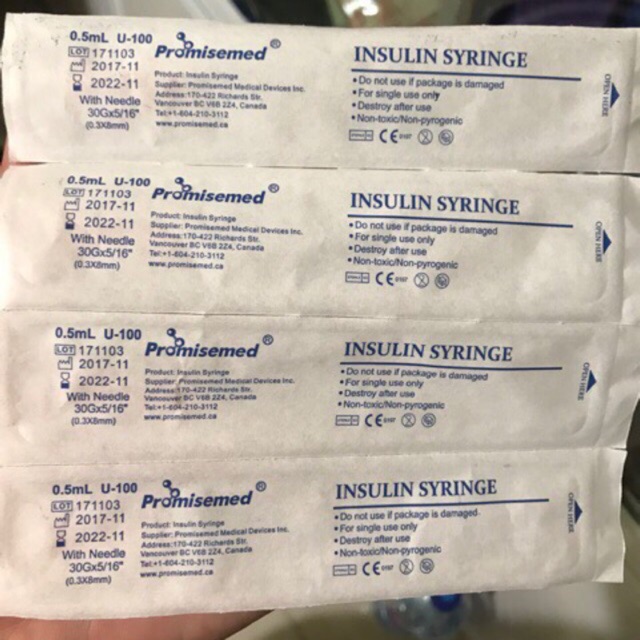 0.5mL U-100
LOT 171103
2017-11
2022-11
With Needle
30Gx5/16"
(0.3X8mm)
Promisemed®
Product: Insulin Syringe
Supplier: Promisemed Medical Devices Inc.
Address:170-422 Richards Str.
Vancouver BC V6B 2Z4, Canada
Tel:+1-604-210-3112
www.promisemed.ca
INSULIN SYRINGE
•Do not use if package is damaged
•For single use only
•Destroy after use
•Non-toxic/Non-pyrogenic
CE 0197
OPEN HERE
0.5mL U-100
LOT 171103
2017-11
2022-11
With Needle
30Gx5/16"
(0.3X8mm)
Promisemed®
Product: Insulin Syringe
Supplier: Promisemed Medical Devices Inc.
Address:170-422 Richards Str.
Vancouver BC V6B 2Z4, Canada
Tel:+1-604-210-3112
www.promisemed.ca
INSULIN SYRINGE
•Do not use if package is damaged
•For single use only
•Destroy after use
•Non-toxic/Non-pyrogenic
CE 0197
OPEN HERE
0.5mL U-100
LOT 171103
2017-11
2022-11
With Needle
30Gx5/16"
(0.3X8mm)
Promisemed®
Product: Insulin Syringe
Supplier: Promisemed Medical Devices Inc.
Address:170-422 Richards Str.
Vancouver BC V6B 2Z4, Canada
Tel:+1-604-210-3112
www.promisemed.ca
INSULIN SYRINGE
•Do not use if package is damaged
•For single use only
•Destroy after use
•Non-toxic/Non-pyrogenic
CE 0197
OPEN HERE
0.5mL U-100
LOT 171103
2017-11
2022-11
With Needle
30Gx5/16"
(0.3X8mm)
Promisemed®
Product: Insulin Syringe
Supplier: Promisemed Medical Devices Inc.
Address:170-422 Richards Str.
Vancouver BC V6B 2Z4, Canada
Tel:+1-604-210-3112
www.promisemed.ca
INSULIN SYRINGE
•Do not use if package is damaged
•For single use only
•Destroy after use
•Non-toxic/Non-pyrogenic
CE 0197
OPEN HERE